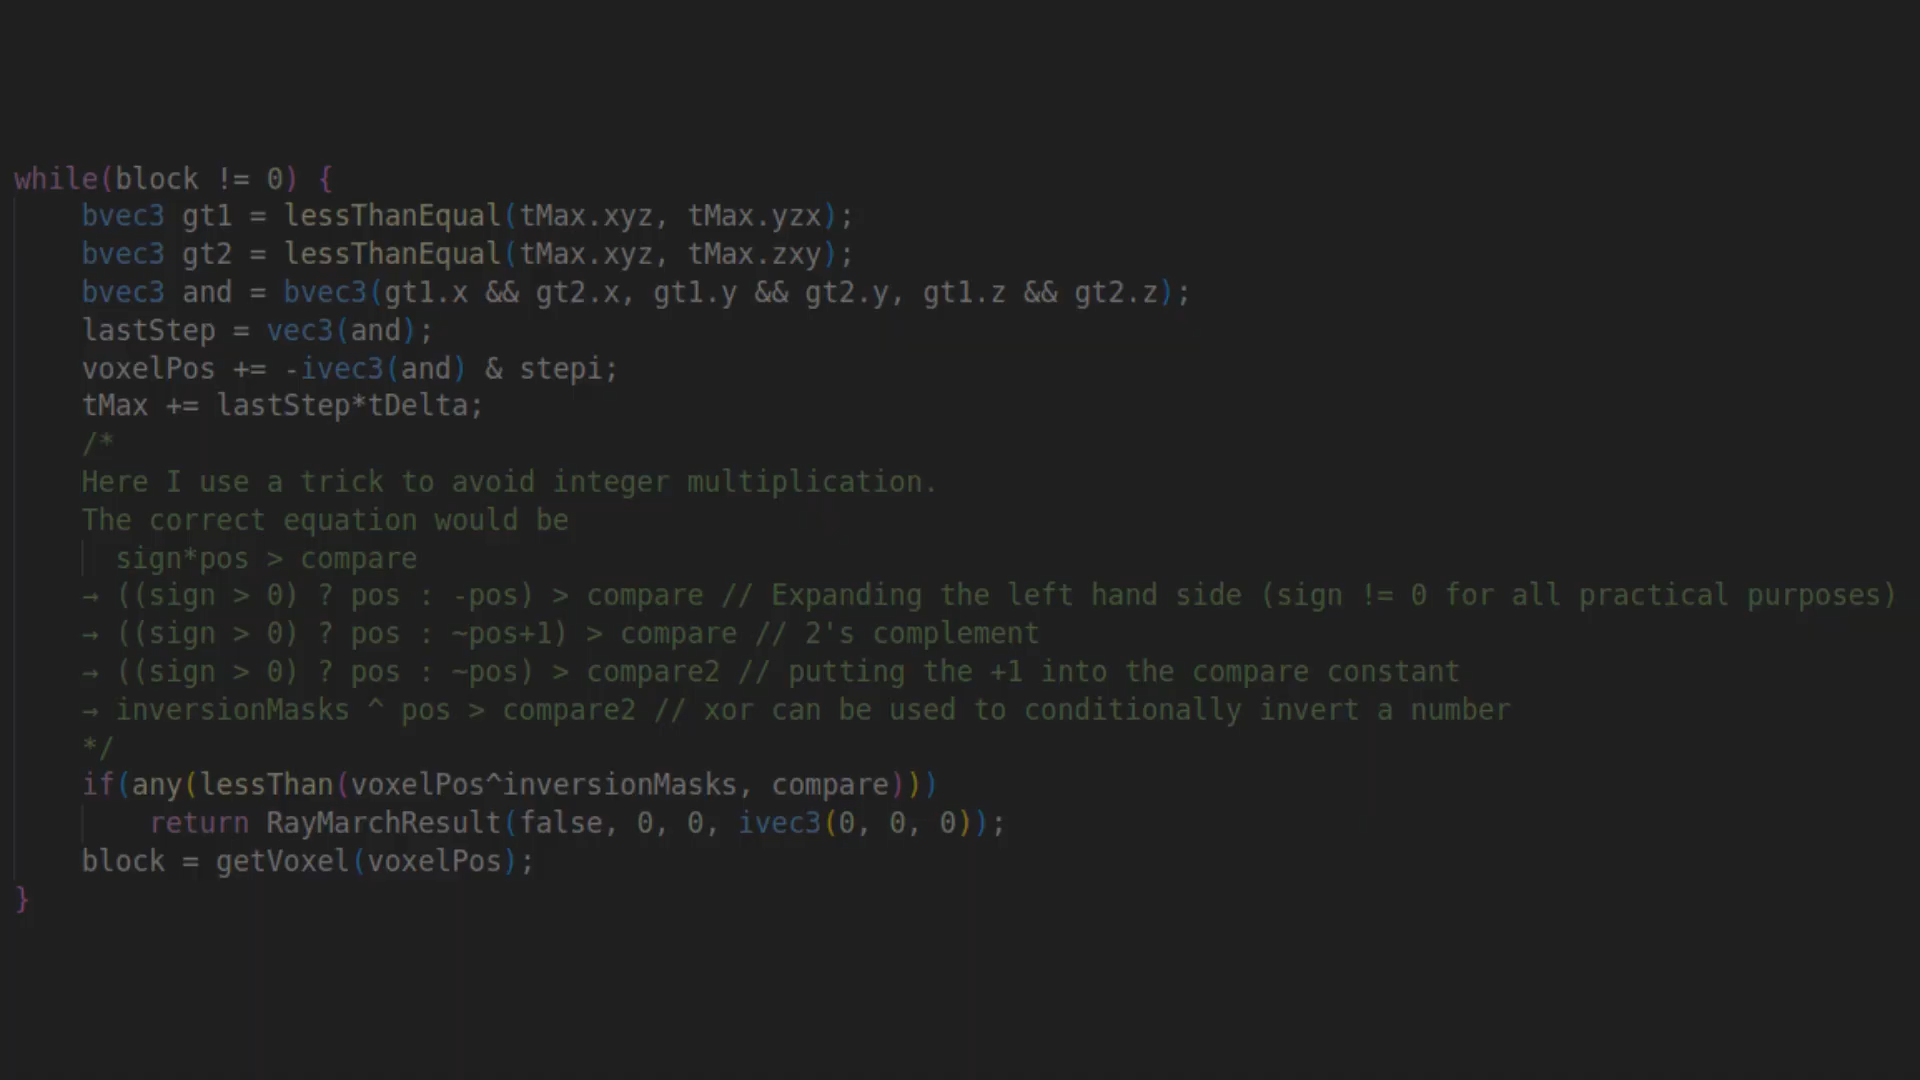 while(block != 0) {
bvec3 gt1 = lessThanEqual(tMax.xyz, tMax.yzx);
bvec3 gt2 = lessThanEqual(tMax.xyz, tMax.zxy);
bvec3 and = bvec3(gt1.x && gt2.x, gt1.y && gt2.y, gt1.z && gt2.z);
lastStep = vec3(and);
voxelPos += -ivec3(and) & stepi;
tMax += lastStep*tDelta;
/*
Here I use a trick to avoid integer multiplication.
The correct equation would be
sign*pos > compare
→ ((sign > 0) ? pos : -pos) > compare // Expanding the left hand side (sign != 0 for all practical purposes)
→ ((sign > 0) ? pos : ~pos+1) > compare // 2's complement
→ ((sign > 0) ? pos : ~pos) > compare2 // putting the +1 into the compare constant
→ inversionMasks ^ pos > compare2 // xor can be used to conditionally invert a number
*/
if(any(lessThan(voxelPos^inversionMasks, compare)))
return RayMarchResult(false, 0, 0, ivec3(0, 0, 0));
block = getVoxel(voxelPos);
}